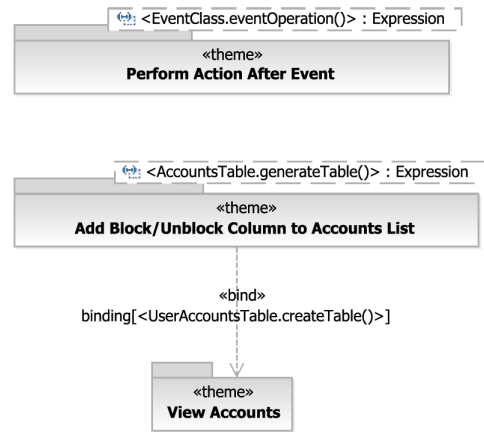 <EventClass.eventOperation()> : Expression
«theme»
Perform Action After Event
<AccountsTable.generateTable()> : Expression
«theme»
Add Block/Unblock Column to Accounts List
«bind»
binding[<UserAccountsTable.createTable()>]
«theme»
View Accounts